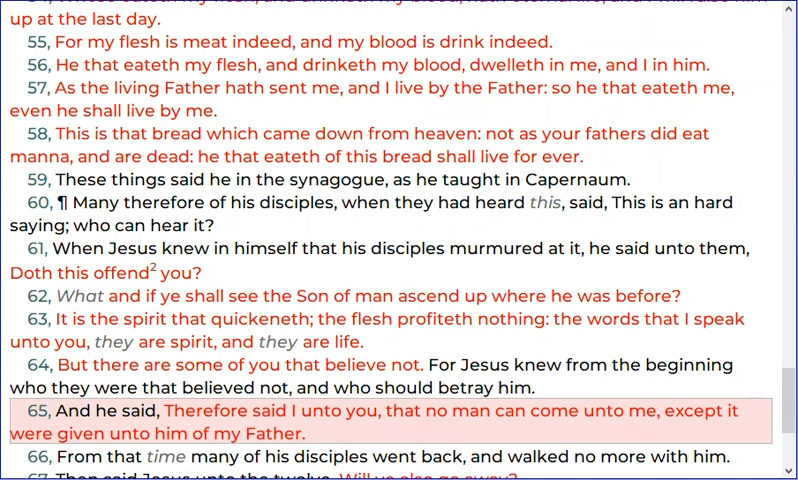 up at the last day.
55, For my flesh is meat indeed, and my blood is drink indeed.
56, He that eateth my flesh, and drinketh my blood, dwelleth in me, and I in him.
57, As the living Father hath sent me, and I live by the Father: so he that eateth me,
even he shall live by me.
58, This is that bread which came down from heaven: not as your fathers did eat
manna, and are dead: he that eateth of this bread shall live for ever.
59, These things said he in the synagogue, as he taught in Capernaum.
60, ¶ Many therefore of his disciples, when they had heard this, said, This is an hard
saying; who can hear it?
61, When Jesus knew in himself that his disciples murmured at it, he said unto them,
Doth this offend² you?
62, What and if ye shall see the Son of man ascend up where he was before?
63, It is the spirit that quickeneth; the flesh profiteth nothing: the words that I speak
unto you, they are spirit, and they are life.
64, But there are some of you that believe not. For Jesus knew from the beginning
who they were that believed not, and who should betray him.
65, And he said, Therefore said I unto you, that no man can come unto me, except it
were given unto him of my Father.
66, From that time many of his disciples went back, and walked no more with him.
67, Then said Jesus unto the twelve, Will ye also go away?